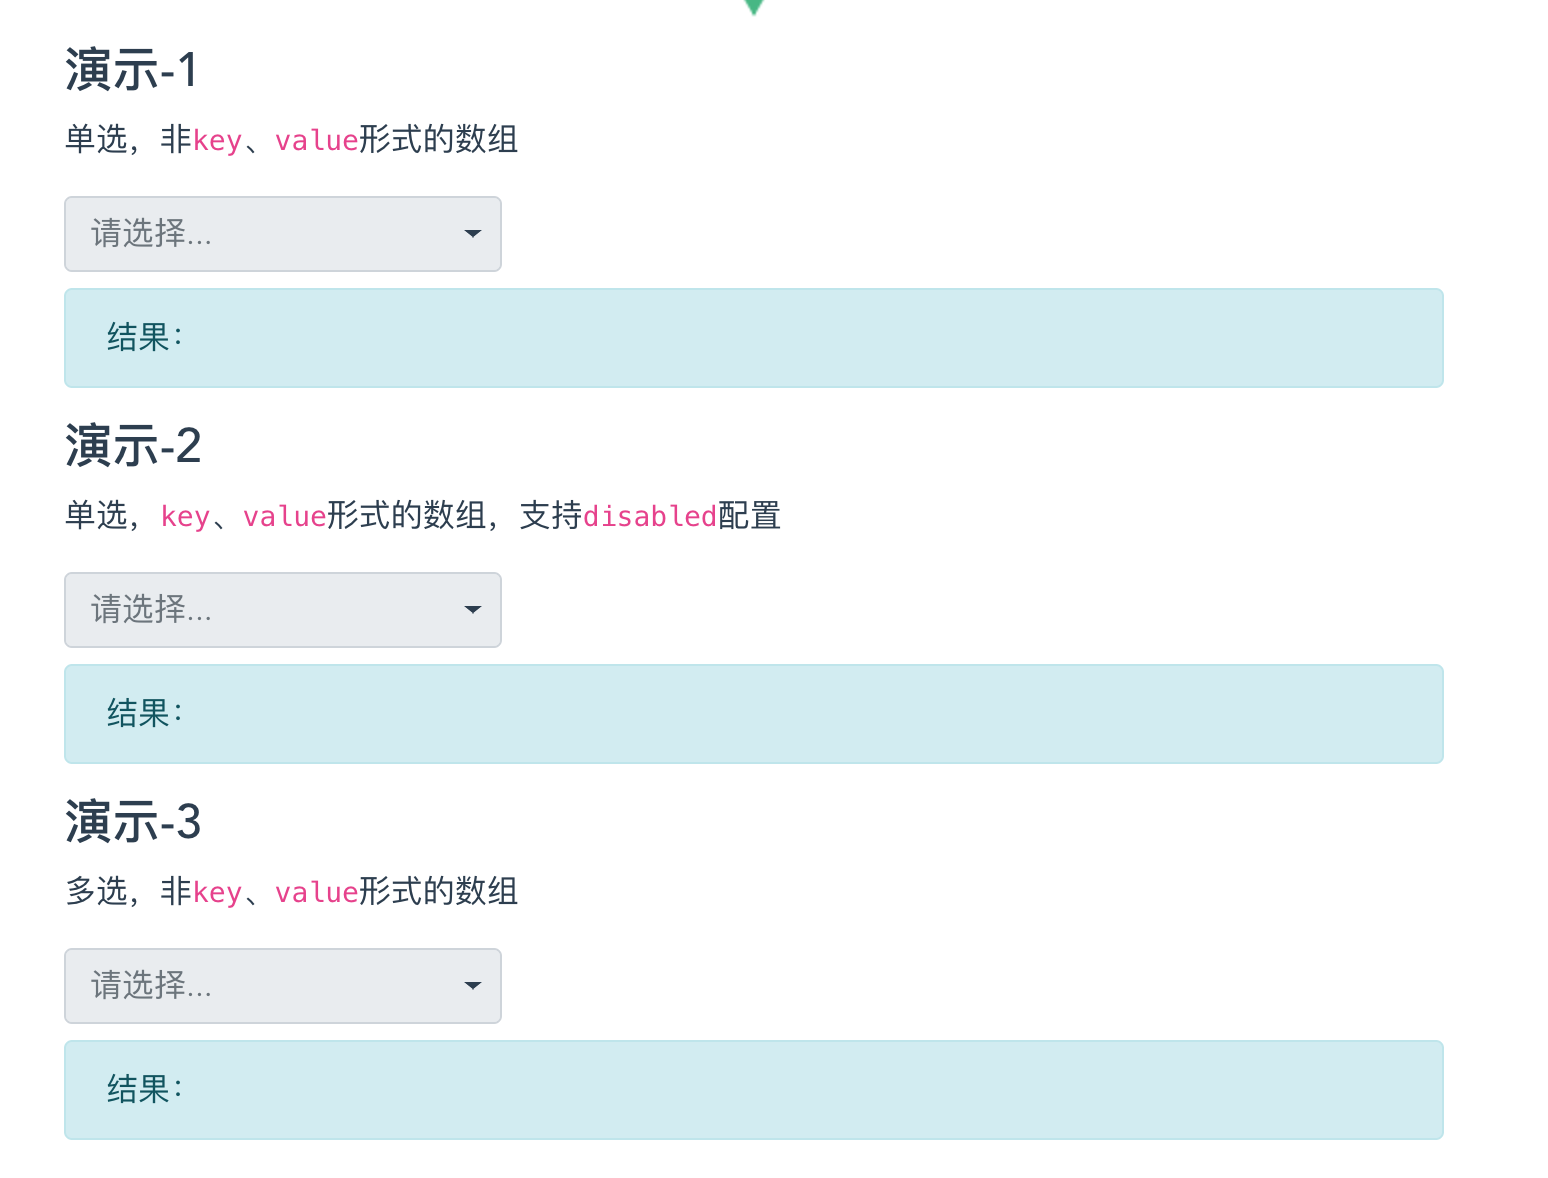 演示-1
单选，非key、value形式的数组
请选择...
结果：
演示-2
单选，key、value形式的数组，支持disabled配置
请选择...
结果：
演示-3
多选，非key、value形式的数组
请选择...
结果：